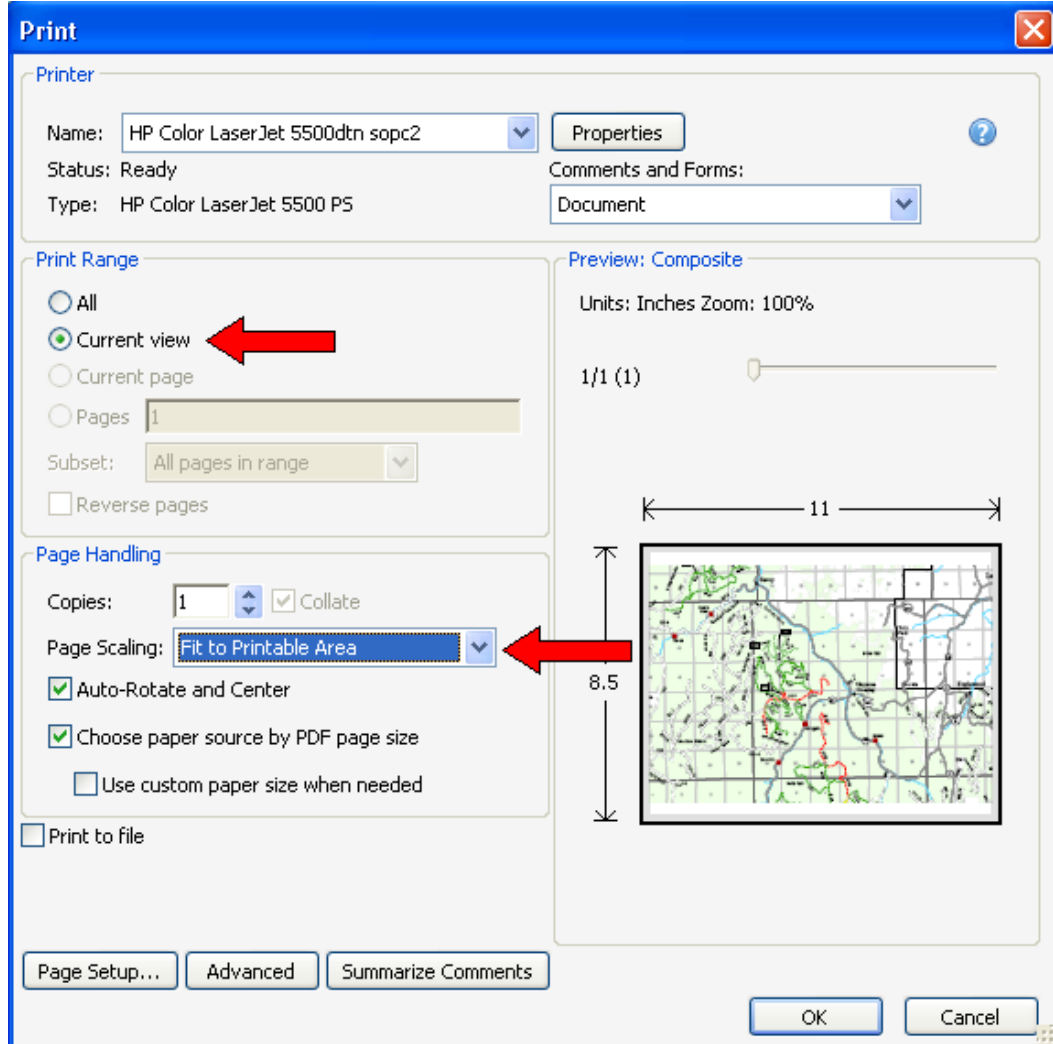 Print
Printer
Name: HP Color LaserJet 5500dtn sopc2 Properties
Status: Ready Comments and Forms:
Type: HP Color LaserJet 5500 PS Document
Print Range
All
Current view
Current page
Pages 1
Subset: All pages in range
Reverse pages
Page Handling
Copies: 1 Collate
Page Scaling: Fit to Printable Area
Auto-Rotate and Center
Choose paper source by PDF page size
Use custom paper size when needed
Print to file
Preview: Composite
Units: Inches Zoom: 100%
1/1 (1)
11
8.5
Page Setup... Advanced Summarize Comments
OK Cancel